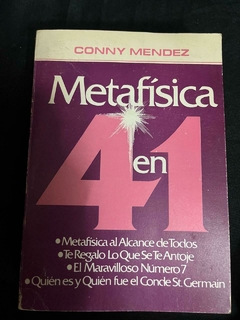 CONNY MENDEZ
Metafísica
4 en 1
• Metafísica al Alcance de Todos
• Te Regalo Lo Que Se Te Antoje
• El Maravilloso Número 7
• Quién es y Quién fue el Conde St. Germain